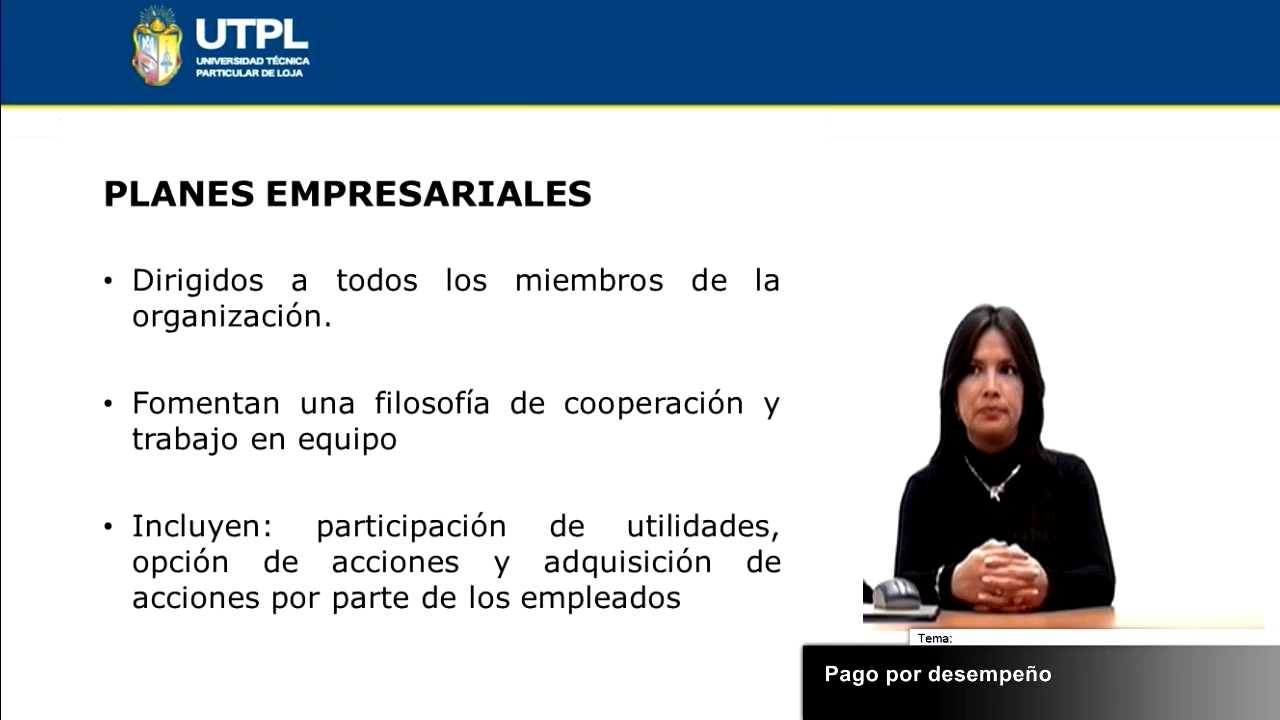 UTPL
UNIVERSIDAD TÉCNICA
PARTICULAR DE LOJA
PLANES EMPRESARIALES
• Dirigidos a todos los miembros de la
organización.
• Fomentan una filosofía de cooperación y
trabajo en equipo
• Incluyen: participación de utilidades,
opción de acciones y adquisición de
acciones por parte de los empleados
Tema:
Pago por desempeño